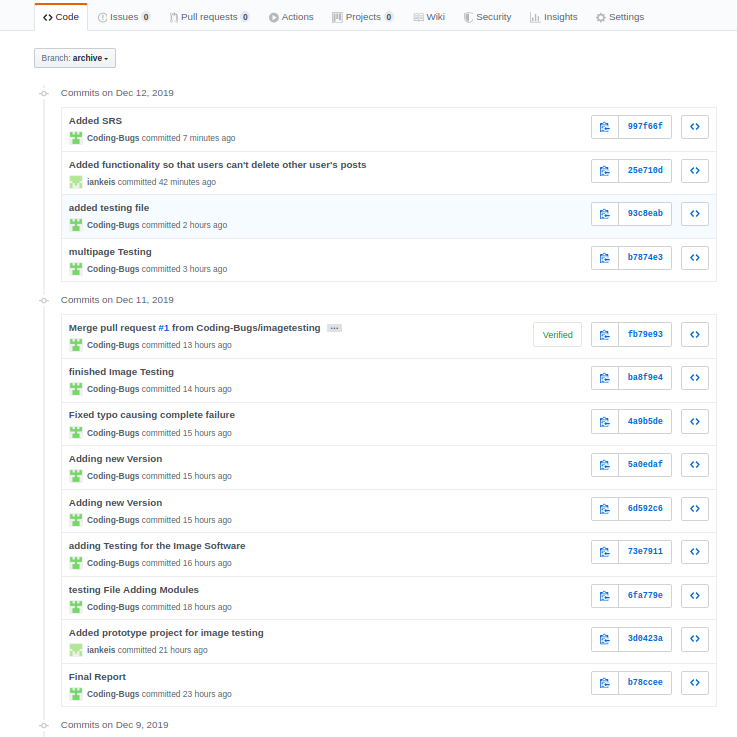 Code Issues 0 Pull requests 0 Actions Projects 0 Wiki Security Insights Settings
Branch: archive
Commits on Dec 12, 2019
Added SRS
Coding-Bugs committed 7 minutes ago
997f66f
Added functionality so that users can't delete other user's posts
iankeis committed 42 minutes ago
25e710d
added testing file
Coding-Bugs committed 2 hours ago
93c8eab
multipage Testing
Coding-Bugs committed 3 hours ago
b7874e3
Commits on Dec 11, 2019
Merge pull request #1 from Coding-Bugs/imagetesting ...
Coding-Bugs committed 13 hours ago
Verified fb79e93
finished Image Testing
Coding-Bugs committed 14 hours ago
ba8f9e4
Fixed typo causing complete failure
Coding-Bugs committed 15 hours ago
4a9b5de
Adding new Version
Coding-Bugs committed 15 hours ago
5a0edaf
Adding new Version
Coding-Bugs committed 15 hours ago
6d592c6
adding Testing for the Image Software
Coding-Bugs committed 16 hours ago
73e7911
testing File Adding Modules
Coding-Bugs committed 18 hours ago
6fa779e
Added prototype project for image testing
iankeis committed 21 hours ago
3d0423a
Final Report
Coding-Bugs committed 23 hours ago
b78ccee
Commits on Dec 9, 2019